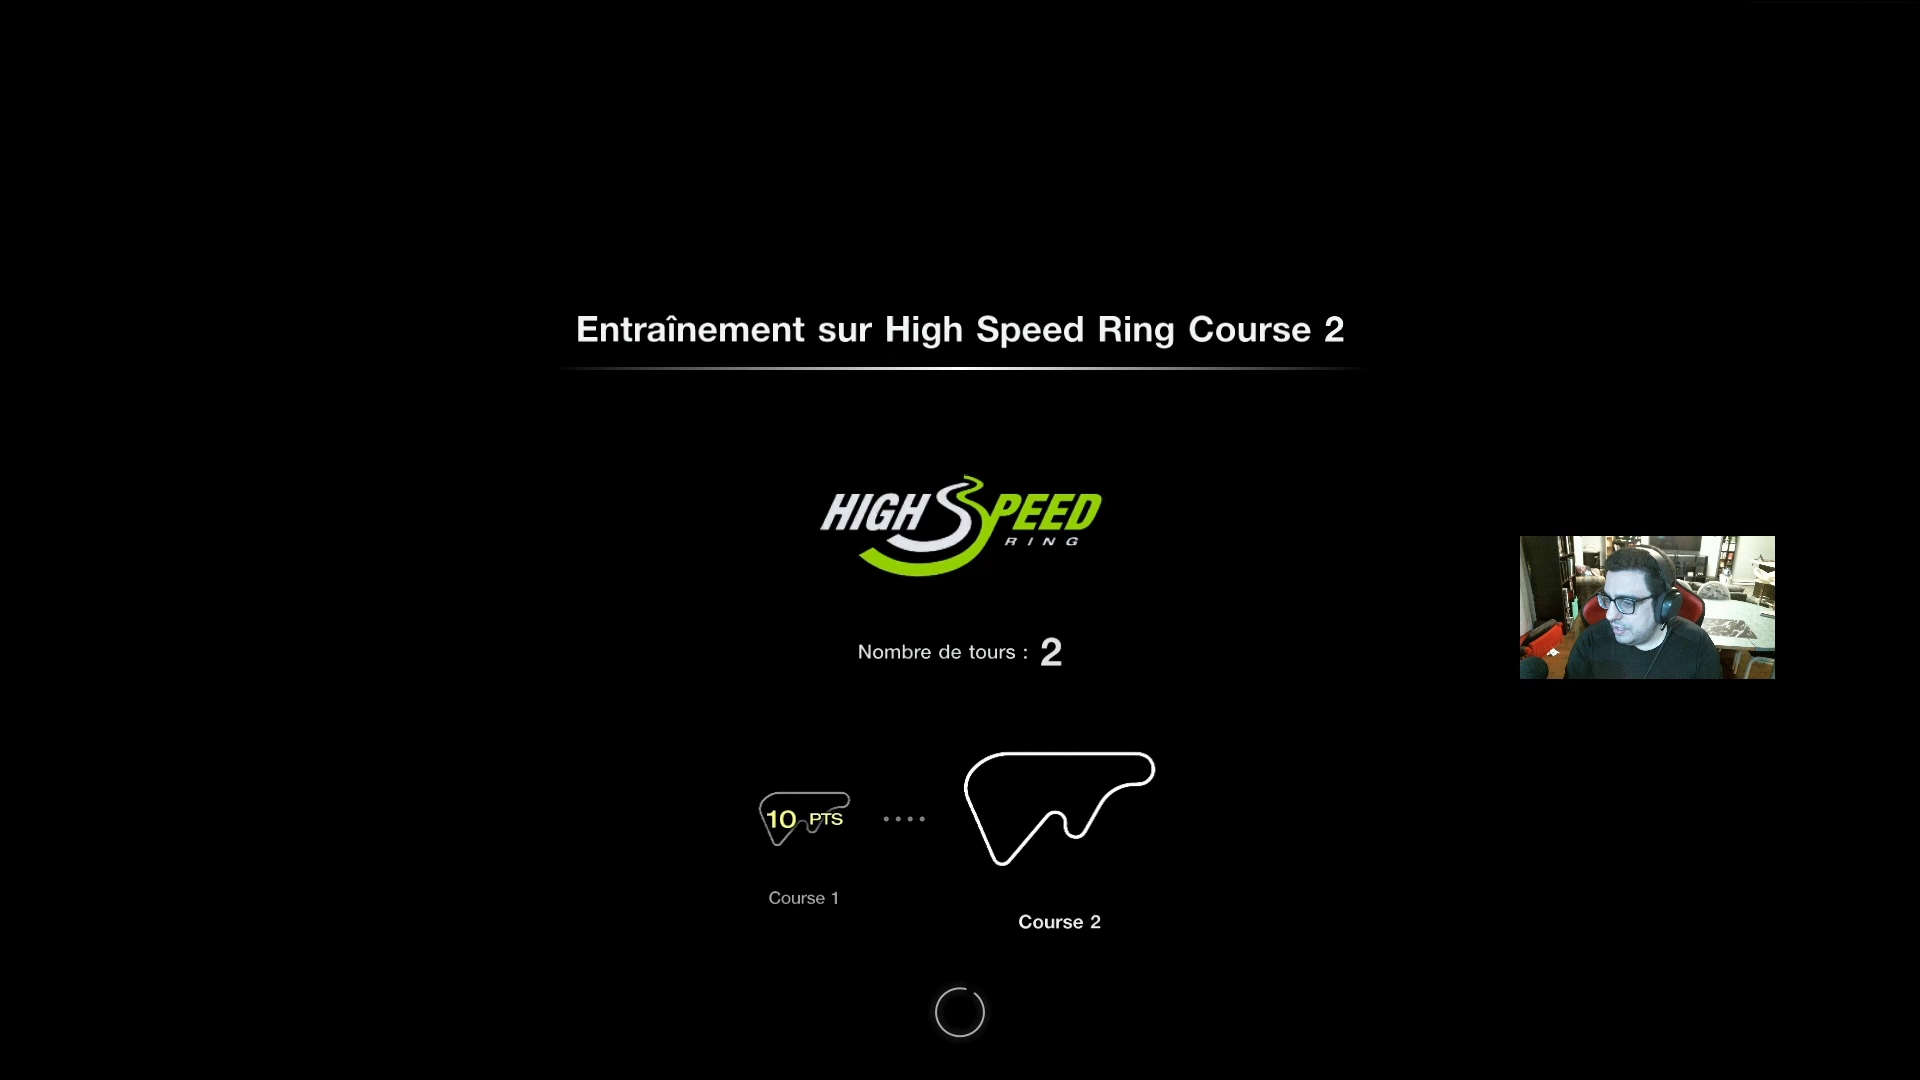 Entraînement sur High Speed Ring Course 2
HIGH SPEED
RING
Nombre de tours : 2
10 PTS
Course 1
Course 2